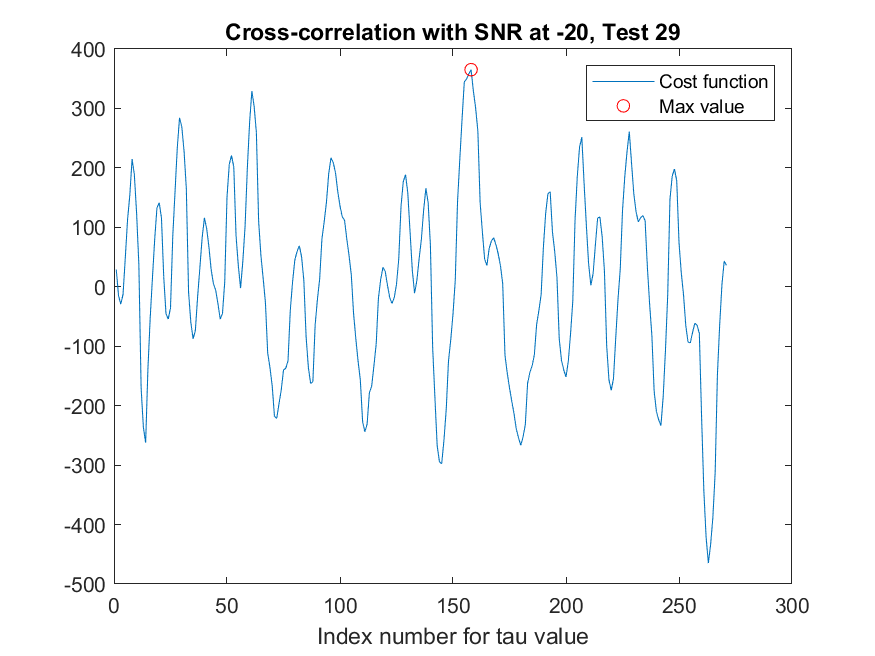 Cross-correlation with SNR at -20, Test 29
400
300
200
100
0
-100
-200
-300
-400
-500
Cost function
Max value
0 50 100 150 200 250 300
Index number for tau value